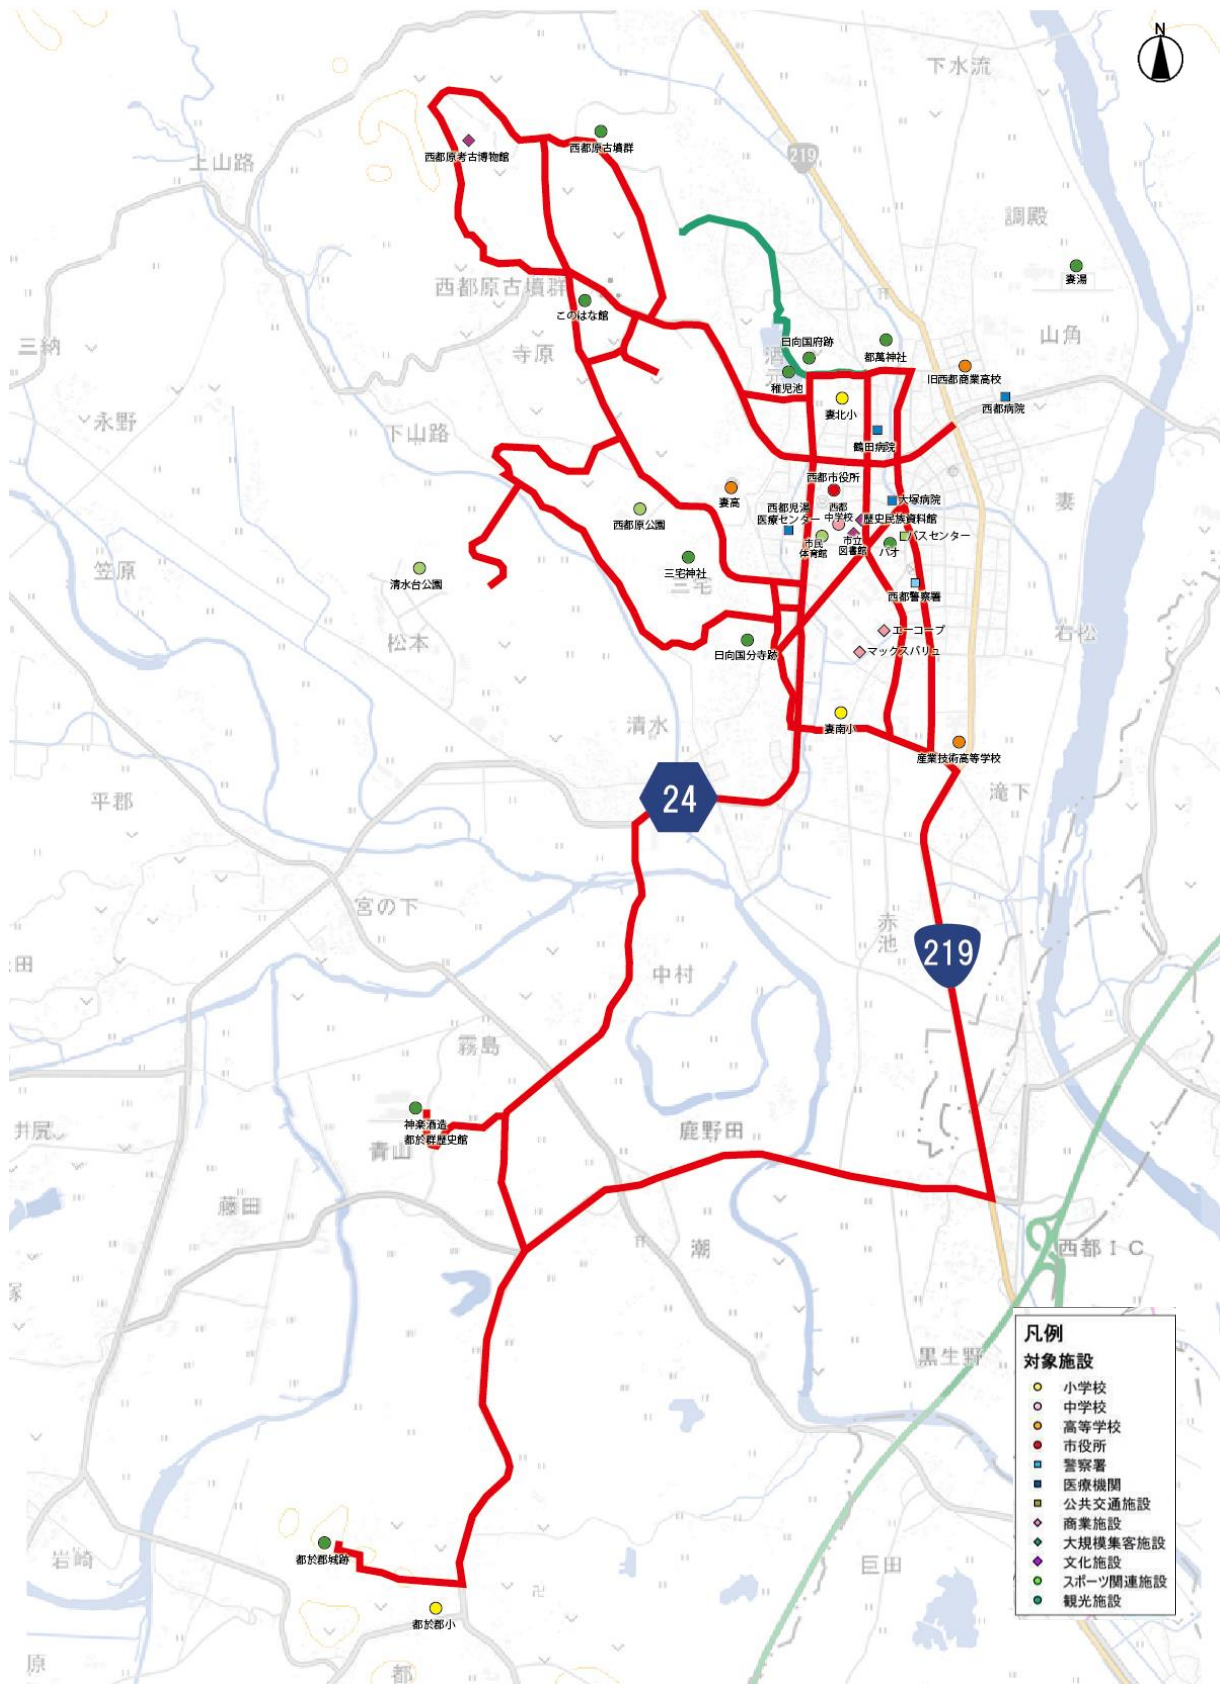 N
下水流
219
上山路
西都原考古博物館
西都原古墳群
調殿
妻湯
西都原古墳群
このはな館
山角
三納
寺原
日向国府跡
都萬神社
酒元
稚児池
旧西都商業高校
妻北小
西都病院
永野
下山路
鶴田病院
西都市役所
妻高
大塚病院
妻
西都児湯
医療センター
西都
中学校
歴史民族資料館
西都原公園
市民
体育館
市立
図書館
パオ
バスセンター
三宅神社
三宅
笠原
清水台公園
西都警察署
松本
エーコープ
右松
日向国分寺跡
マックスバリュ
清水
妻南小
産業技術高等学校
24
平郡
滝下
宮の下
赤池
219
田
中村
霧島
神楽酒造
都於群歴史館
井尻
青山
鹿野田
藤田
潮
西都IC
塚
黒生野
凡例
対象施設
小学校
中学校
高等学校
市役所
警察署
医療機関
公共交通施設
商業施設
大規模集客施設
文化施設
スポーツ関連施設
観光施設
都於郡城跡
岩崎
巨田
都於郡小
原
都